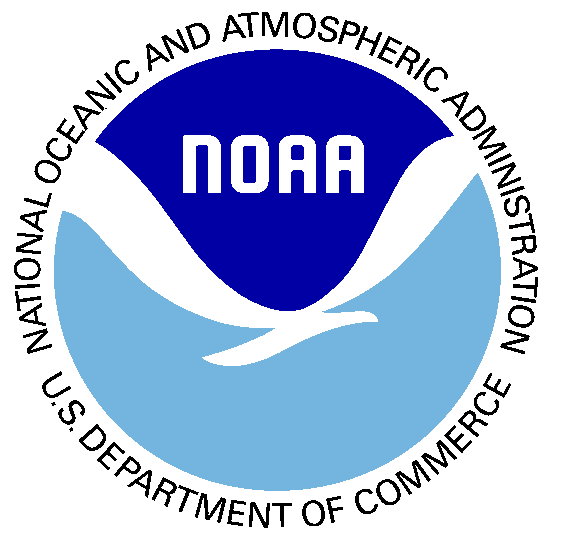 NATIONAL OCEANIC AND ATMOSPHERIC ADMINISTRATION
NOAA
U.S. DEPARTMENT OF COMMERCE